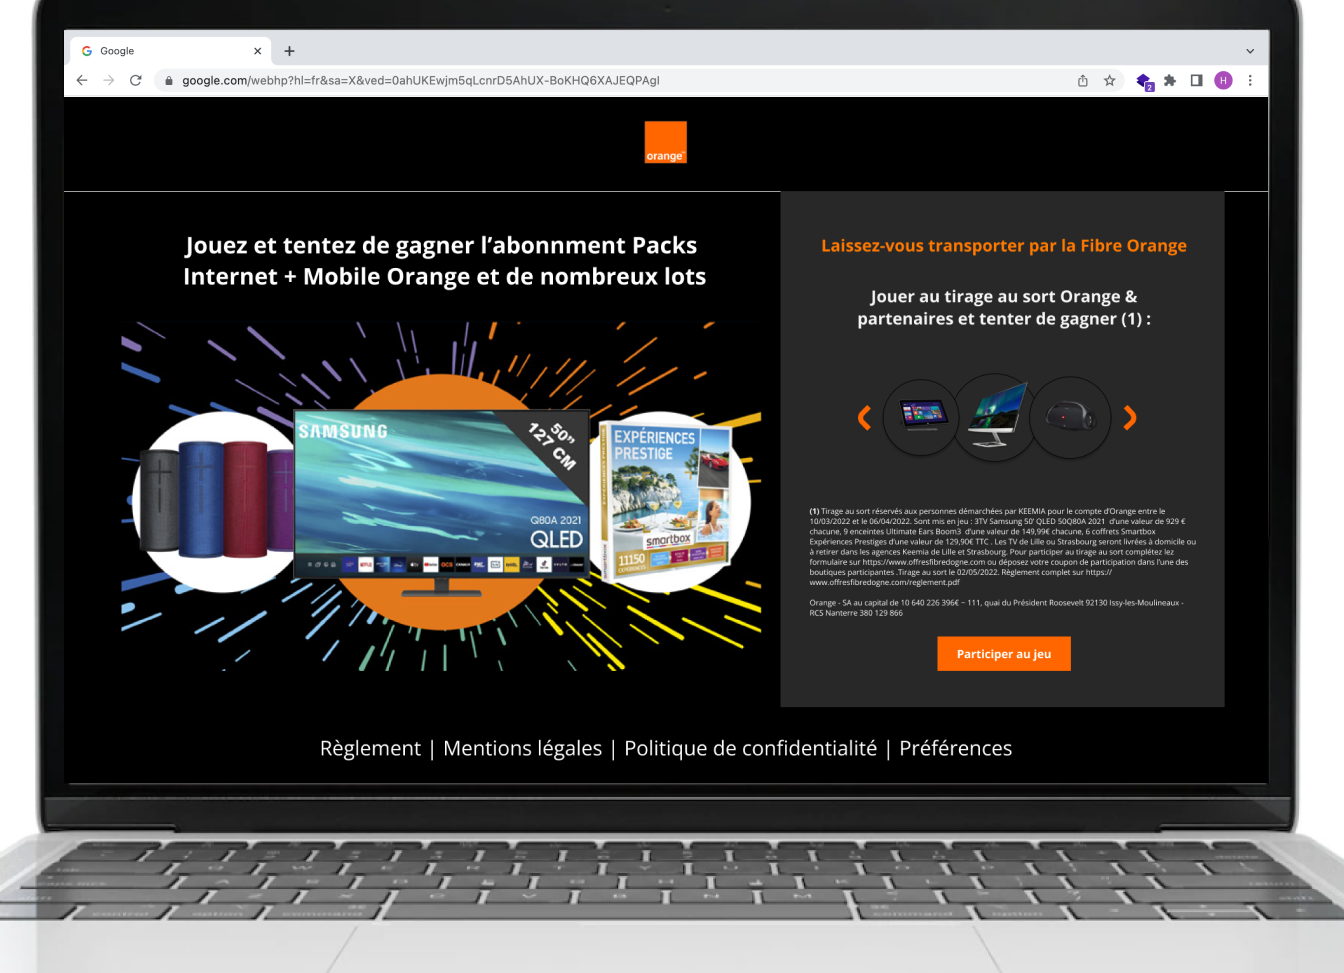 Google
google.com/webhp?hl=fr&sa=X&ved=0ahUKEwjm5qLcnrD5AhUX-BoKHQ6XAJEQPAgI
2
H
orange™
Jouez et tentez de gagner l’abonnment Packs
Internet + Mobile Orange et de nombreux lots
SAMSUNG
50”
127 CM
Q80A 2021
QLED
EXPÉRIENCES
PRESTIGE
EXPÉRIENCES PRESTIGE
smartbox
11150
EXPÉRIENCES
Laissez-vous transporter par la Fibre Orange
Jouer au tirage au sort Orange &
partenaires et tenter de gagner (1) :
(1) Tirage au sort réservés aux personnes démarchées par KEEMIA pour le compte d’Orange entre le
10/03/2022 et le 06/04/2022. Sont mis en jeu : 3TV Samsung 50’ QLED 50Q80A 2021 d’une valeur de 929 €
chacune, 9 enceintes Ultimate Ears Boom3 d’une valeur de 149,99€ chacune, 6 coffrets Smartbox
Expériences Prestiges d’une valeur de 129,90€ TTC . Les TV de Lille ou Strasbourg seront livrées à domicile ou
à retirer dans les agences Keemia de Lille et Strasbourg. Pour participer au tirage au sort complétez lez
formulaire sur https://www.offresfibredogne.com ou déposez votre coupon de participation dans l’une des
boutiques participantes .Tirage au sort le 02/05/2022. Règlement complet sur https://
www.offresfibredogne.com/reglement.pdf
Orange - SA au capital de 10 640 226 396€ – 111, quai du Président Roosevelt 92130 Issy-les-Moulineaux -
RCS Nanterre 380 129 866
Participer au jeu
Règlement | Mentions légales | Politique de confidentialité | Préférences